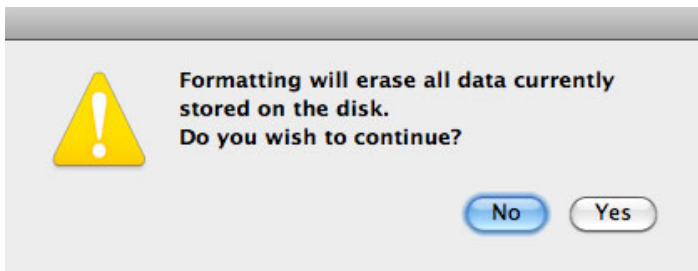 Formatting will erase all data currently
stored on the disk.
Do you wish to continue?
No Yes